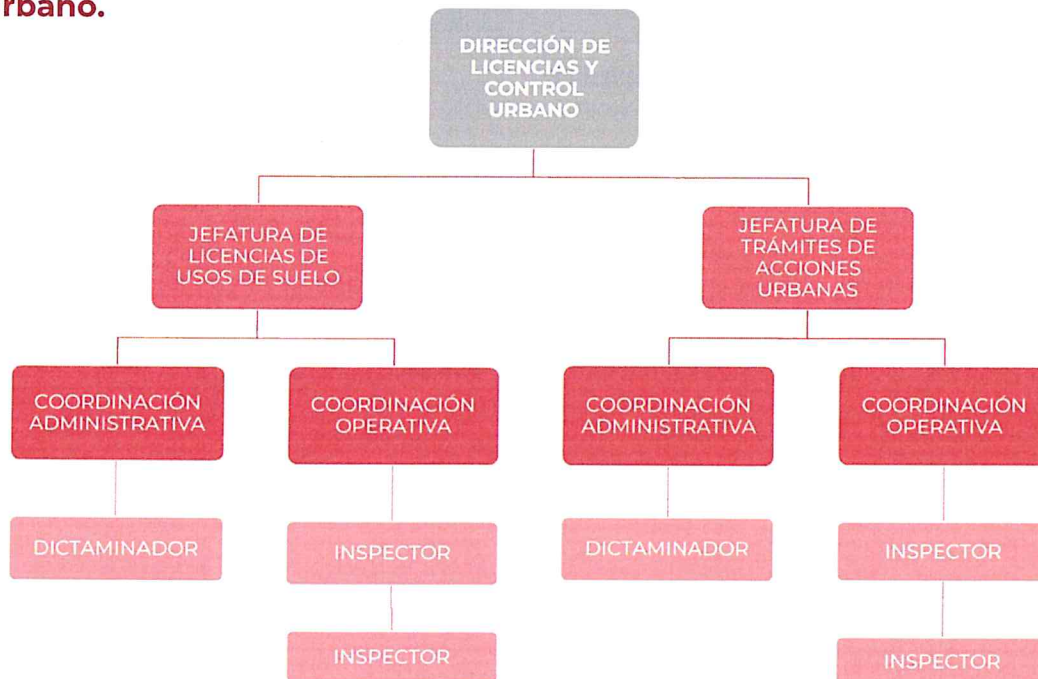 rbano.
DIRECCIÓN DE
LICENCIAS Y
CONTROL
URBANO
JEFATURA DE
LICENCIAS DE
USOS DE SUELO
JEFATURA DE
TRÁMITES DE
ACCIONES
URBANAS
COORDINACIÓN
ADMINISTRATIVA
COORDINACIÓN
OPERATIVA
COORDINACIÓN
ADMINISTRATIVA
COORDINACIÓN
OPERATIVA
DICTAMINADOR
INSPECTOR
DICTAMINADOR
INSPECTOR
INSPECTOR
INSPECTOR